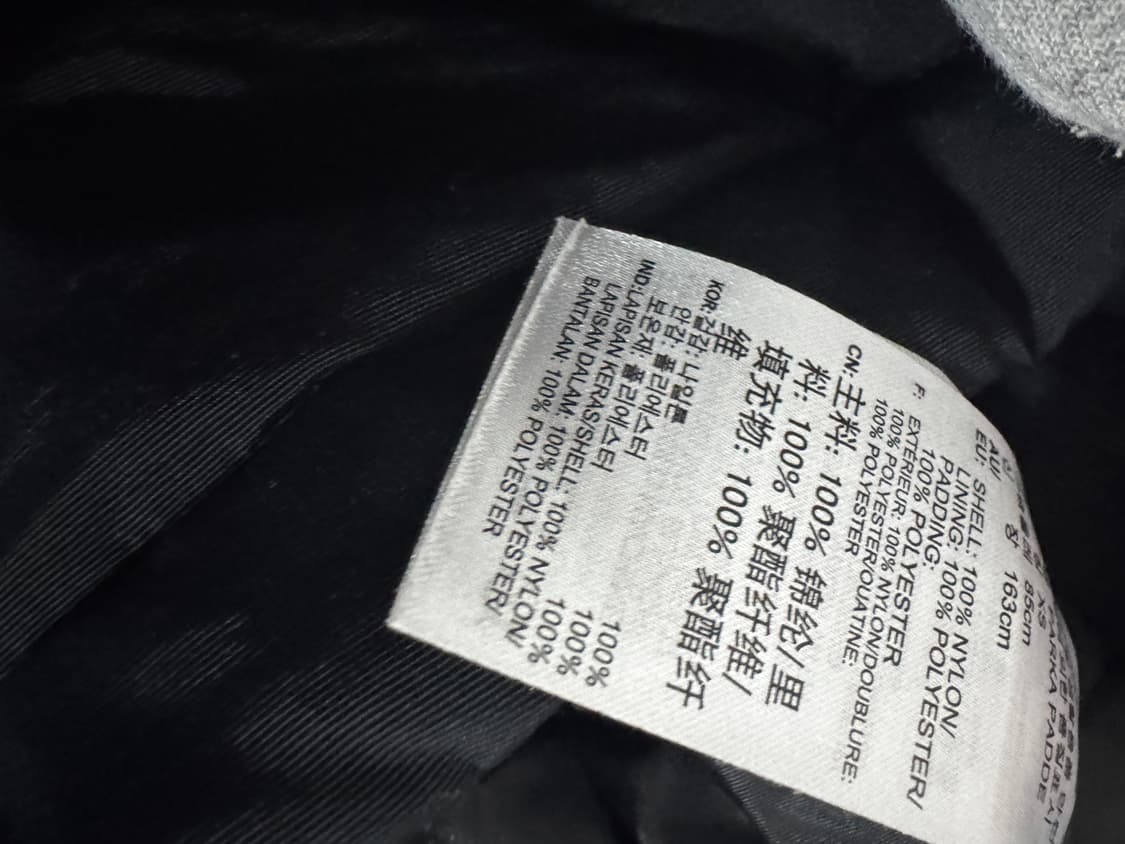 PARKA PADDE
XS
85cm
163cm
AU/
EU: SHELL: 100% NYLON/
LINING: 100% POLYESTER/
PADDING:
100% POLYESTER
F: EXTERIEUR: 100% NYLON/DOUBLURE:
100% POLYESTER/OUATINE:
100% POLYESTER
CN: 主料: 100% 锦纶/里
料: 100% 聚酯纤维/
填充物: 100% 聚酯纤
维
KOR: 겉감: 나일론 100%
안감: 폴리에스터 100%
보온재: 폴리에스터 100%
IND:LAPISAN KERAS/SHELL: 100% NYLON/
LAPISAN DALAM: 100% POLYESTER/
BANTALAN: 100% POLYESTER